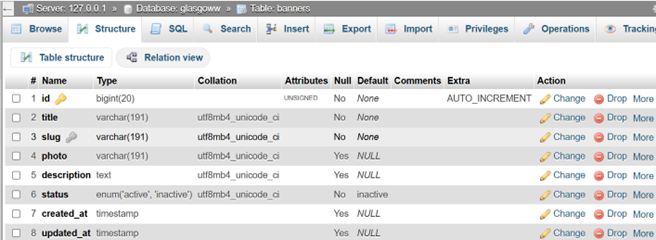 Server: 127.0.0.1 » Database: glasgoww » Table: banners
Browse Structure SQL Search Insert Export Import Privileges Operations Tracking
Table structure Relation view
# Name Type Collation Attributes Null Default Comments Extra Action
1 id bigint(20) UNSIGNED No None AUTO_INCREMENT Change Drop More
2 title varchar(191) utf8mb4_unicode_ci No None Change Drop More
3 slug varchar(191) utf8mb4_unicode_ci No None Change Drop More
4 photo varchar(191) utf8mb4_unicode_ci Yes NULL Change Drop More
5 description text utf8mb4_unicode_ci Yes NULL Change Drop More
6 status enum('active', 'inactive') utf8mb4_unicode_ci No inactive Change Drop More
7 created_at timestamp Yes NULL Change Drop More
8 updated_at timestamp Yes NULL Change Drop More